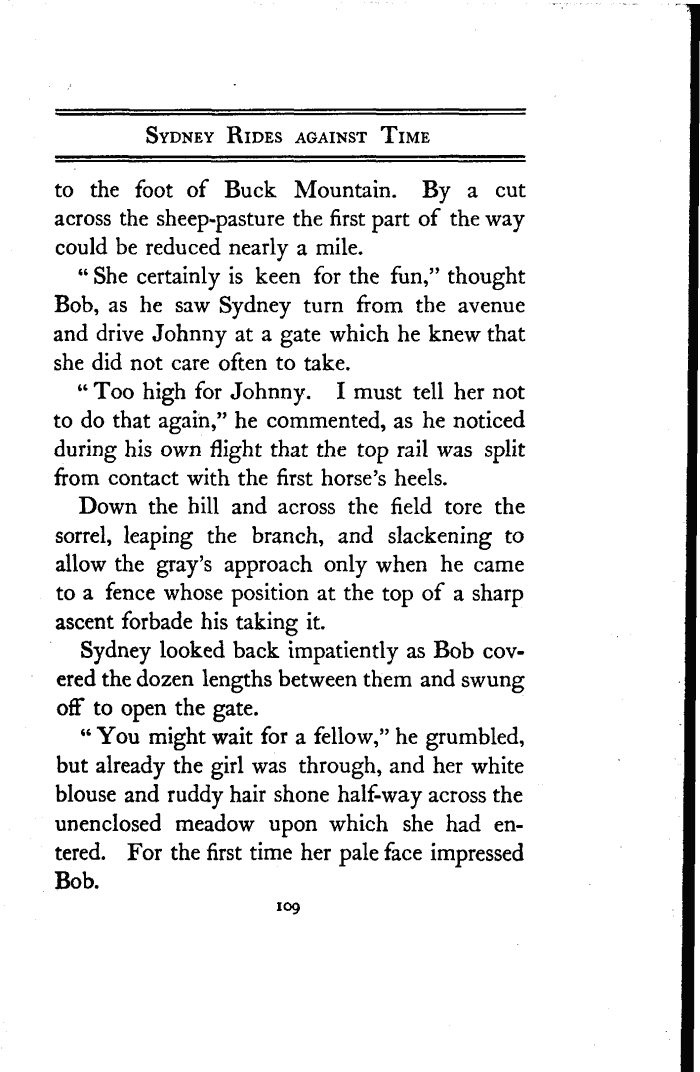 Sydney Rides against Time
to the foot of Buck Mountain. By a cut
across the sheep-pasture the first part of the way
could be reduced nearly a mile.
“ She certainly is keen for the fun,” thought
Bob, as he saw Sydney turn from the avenue
and drive Johnny at a gate which he knew that
she did not care often to take.
“ Too high for Johnny. I must tell her not
to do that again,” he commented, as he noticed
during his own flight that the top rail was split
from contact with the first horse’s heels.
Down the hill and across the field tore the
sorrel, leaping the branch, and slackening to
allow the gray’s approach only when he came
to a fence whose position at the top of a sharp
ascent forbade his taking it.
Sydney looked back impatiently as Bob cov-
ered the dozen lengths between them and swung
off to open the gate.
“ You might wait for a fellow,” he grumbled,
but already the girl was through, and her white
blouse and ruddy hair shone half-way across the
unenclosed meadow upon which she had en-
tered. For the first time her pale face impressed
Bob.
109